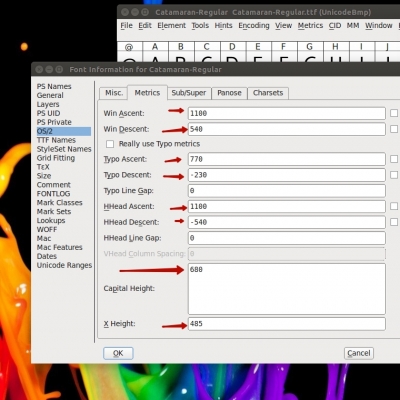 Catamaran-Regular Catamaran-Regular.ttf (UnicodeBmp)
File Edit Element Tools Hints Encoding View Metrics CID MM Window
@ A B C D E F G H I J
Font Information for Catamaran-Regular
PS Names
General
Layers
PS UID
PS Private
OS/2
TTF Names
StyleSet Names
Grid Fitting
TεX
Size
Comment
FONTLOG
Mark Classes
Mark Sets
Lookups
WOFF
Mac
Mac Features
Dates
Unicode Ranges
Misc. Metrics Sub/Super Panose Charsets
Win Ascent: 1100
Win Descent: 540
Really use Typo metrics
Typo Ascent: 770
Typo Descent: -230
Typo Line Gap: 0
HHead Ascent: 1100
HHead Descent: -540
HHead Line Gap: 0
VHead Column Spacing: 0
Capital Height: 680
X Height: 485
OK Cancel